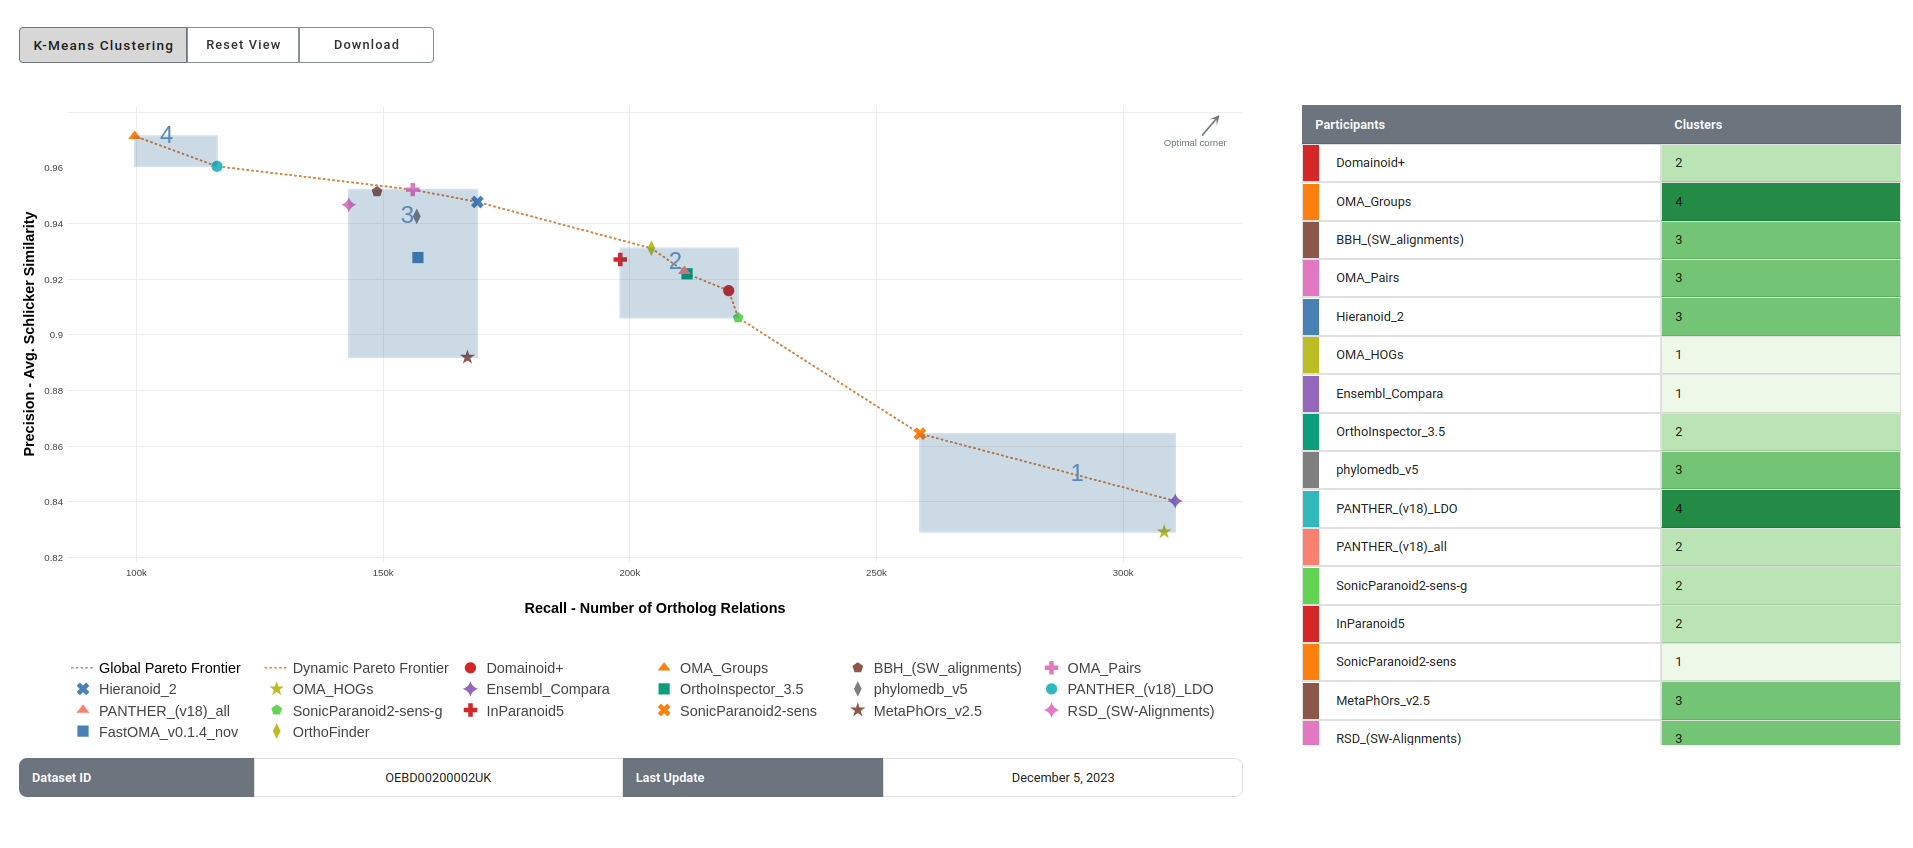 K-Means Clustering Reset View Download
Optimal corner
4
3
2
1
0.96
0.94
0.92
0.9
0.88
0.86
0.84
0.82
Precision - Avg. Schlicker Similarity
100k 150k 200k 250k 300k
Recall - Number of Ortholog Relations
Global Pareto Frontier Dynamic Pareto Frontier Domainoid+ OMA_Groups BBH_(SW_alignments) OMA_Pairs
Hieranoid_2 OMA_HOGs Ensembl_Compara OrthoInspector_3.5 phylomedb_v5 PANTHER_(v18)_LDO
PANTHER_(v18)_all SonicParanoid2-sens-g InParanoid5 SonicParanoid2-sens MetaPhOrs_v2.5 RSD_(SW-Alignments)
FastOMA_v0.1.4_nov OrthoFinder
Dataset ID OEBD00200002UK Last Update December 5, 2023
Participants Clusters
Domainoid+ 2
OMA_Groups 4
BBH_(SW_alignments) 3
OMA_Pairs 3
Hieranoid_2 3
OMA_HOGs 1
Ensembl_Compara 1
OrthoInspector_3.5 2
phylomedb_v5 3
PANTHER_(v18)_LDO 4
PANTHER_(v18)_all 2
SonicParanoid2-sens-g 2
InParanoid5 2
SonicParanoid2-sens 1
MetaPhOrs_v2.5 3
RSD_(SW-Alignments) 3